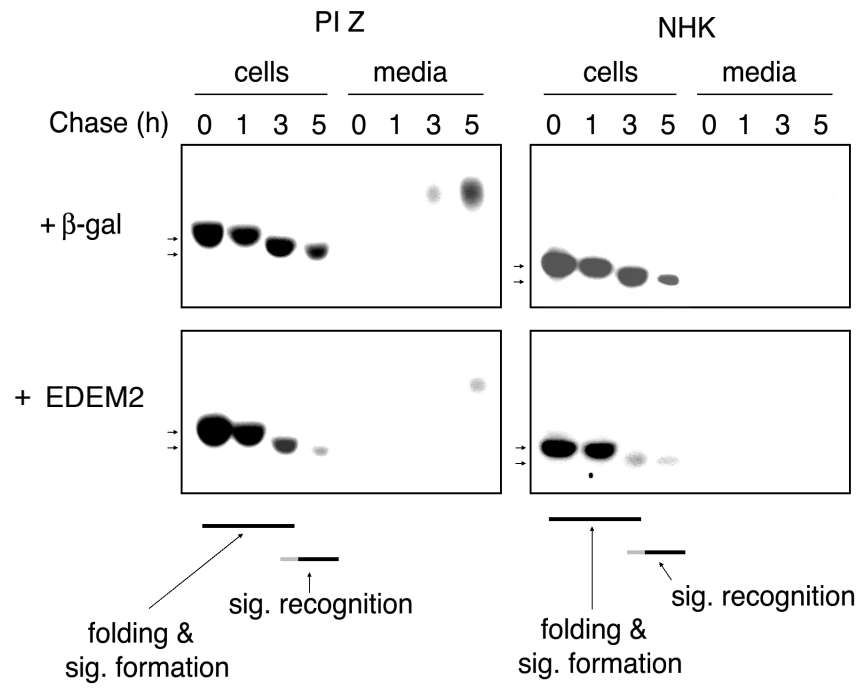 PI Z
NHK
cells media
cells media
Chase (h) 0 1 3 5 0 1 3 5
0 1 3 5 0 1 3 5
+ β-gal
+ EDEM2
sig. recognition
folding &
sig. formation
sig. recognition
folding &
sig. formation